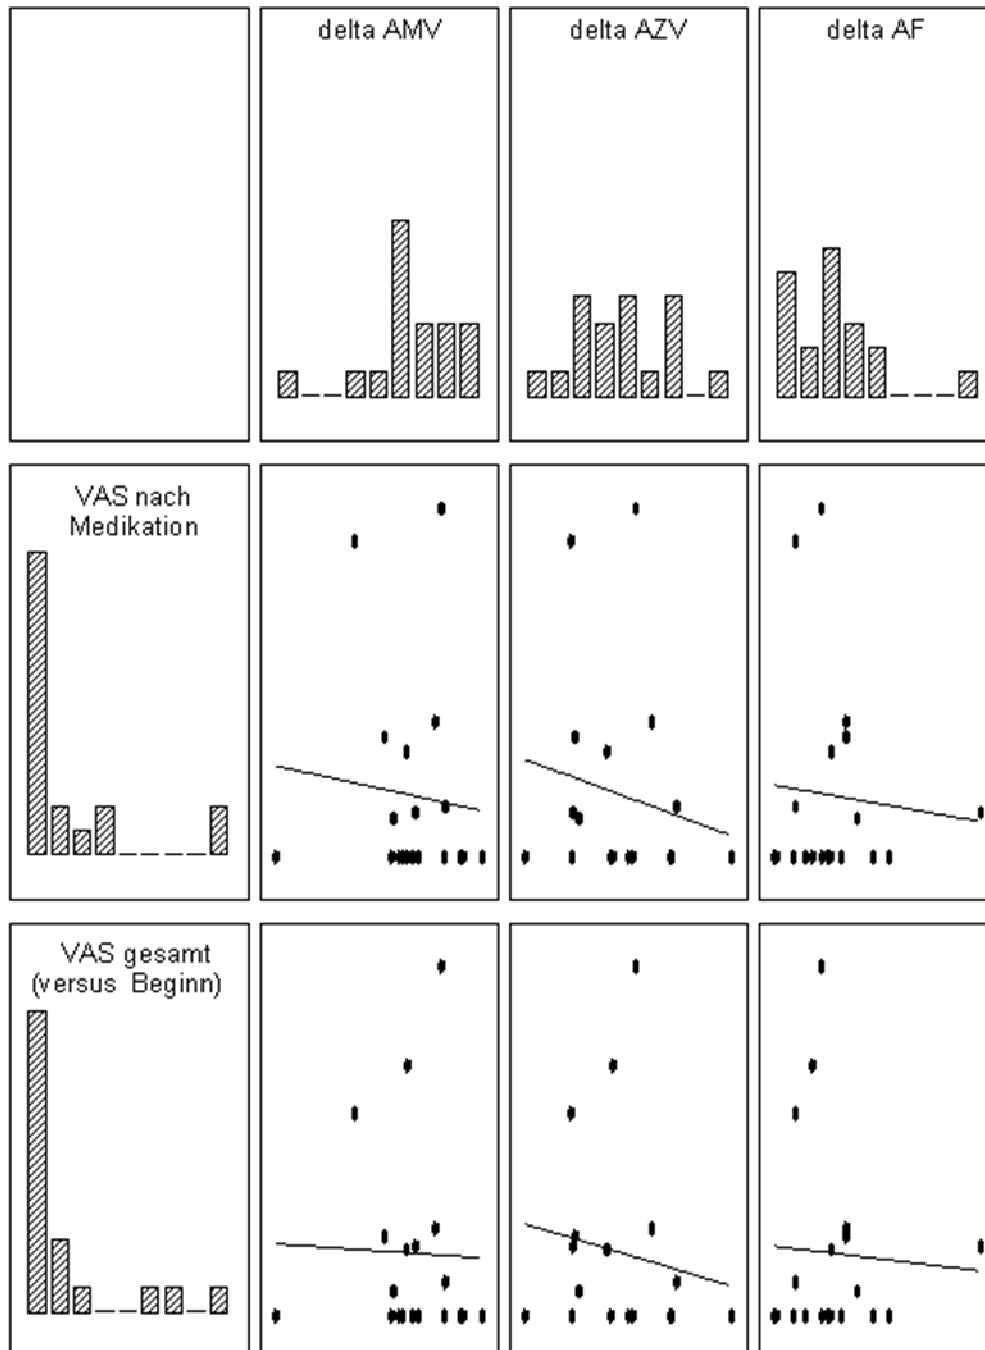 delta AMV
delta AZV
delta AF
VAS nach
Medikation
VAS gesamt
(versus Beginn)